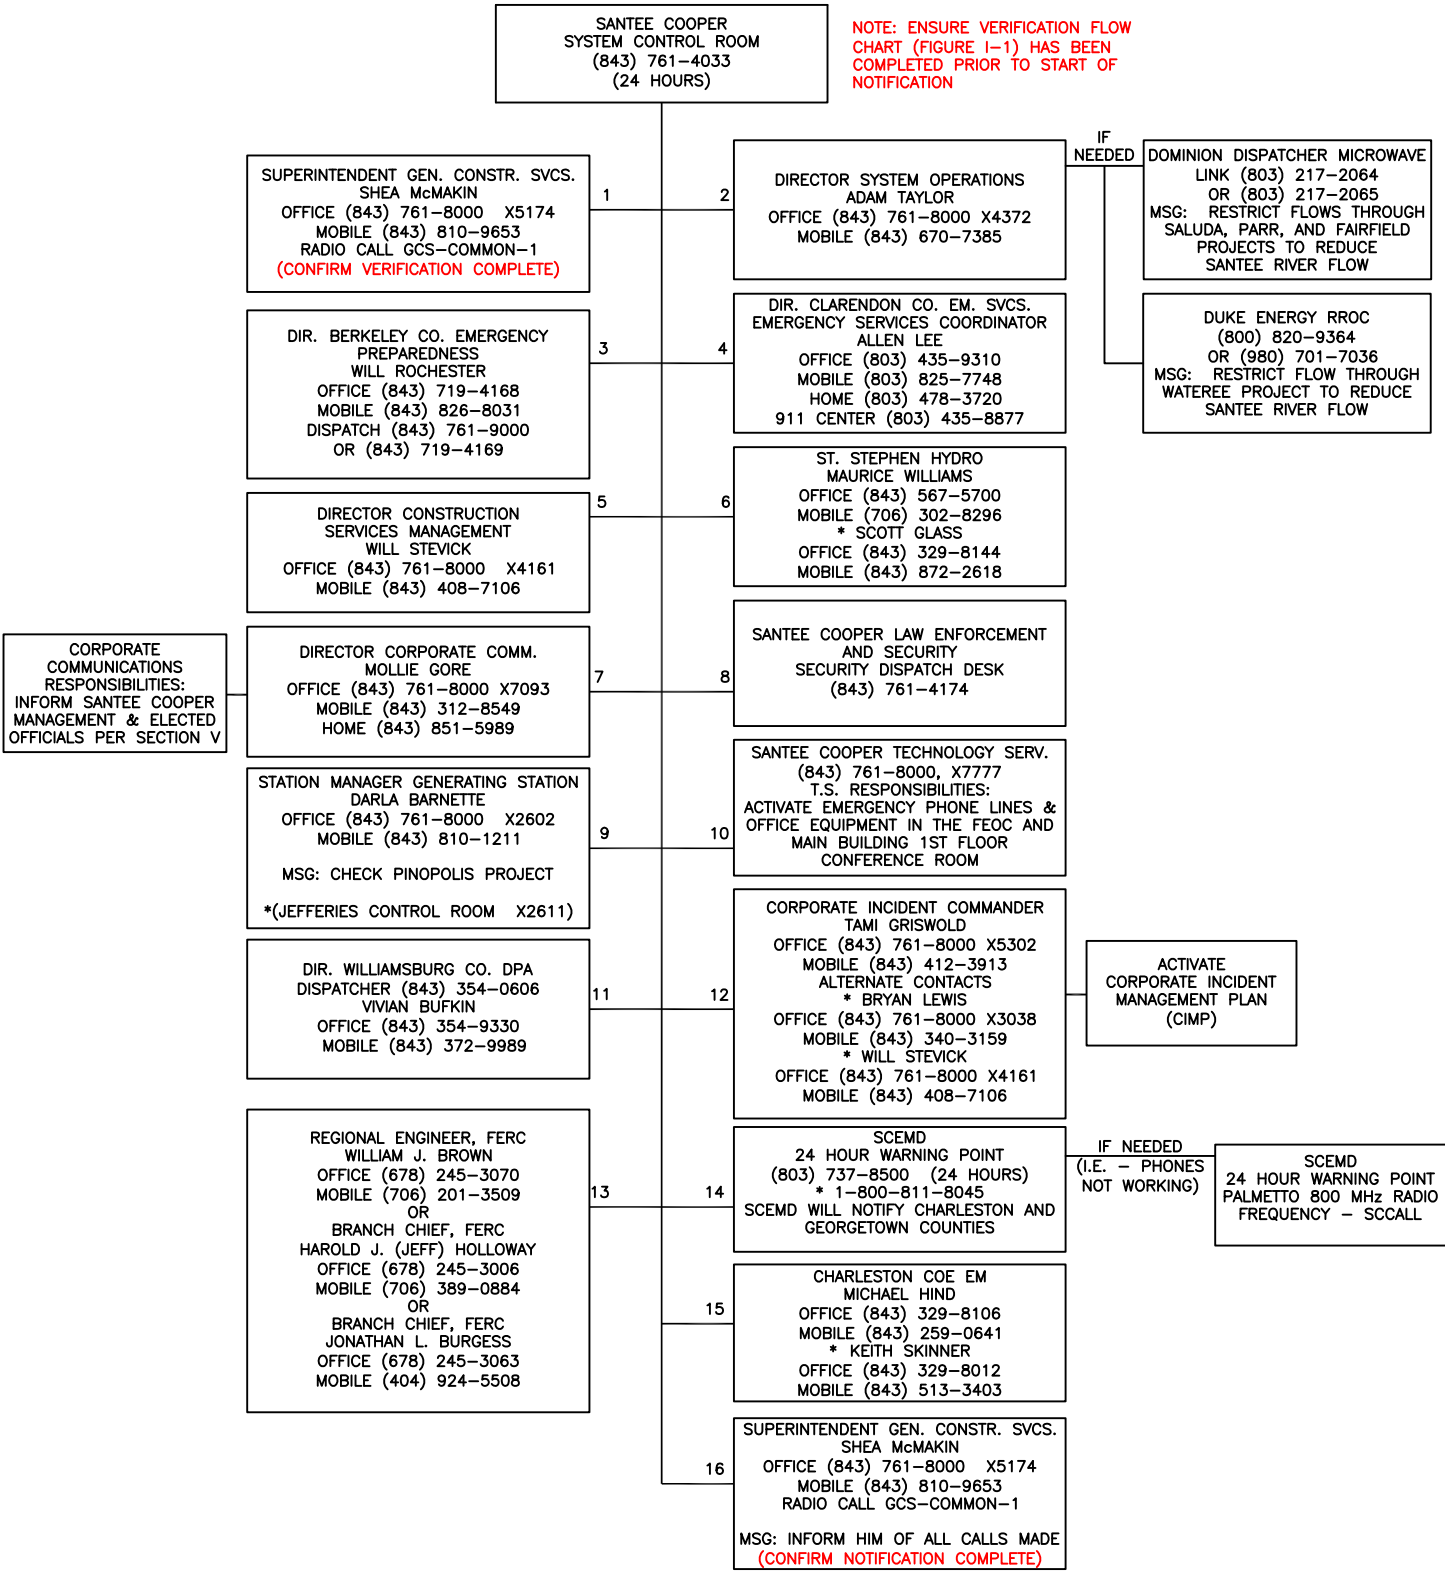 SANTEE COOPER
SYSTEM CONTROL ROOM
(843) 761-4033
(24 HOURS)
NOTE: ENSURE VERIFICATION FLOW
CHART (FIGURE I-1) HAS BEEN
COMPLETED PRIOR TO START OF
NOTIFICATION
1
SUPERINTENDENT GEN. CONSTR. SVCS.
SHEA McMAKIN
OFFICE (843) 761-8000 X5174
MOBILE (843) 810-9653
RADIO CALL GCS-COMMON-1
(CONFIRM VERIFICATION COMPLETE)
2
DIRECTOR SYSTEM OPERATIONS
ADAM TAYLOR
OFFICE (843) 761-8000 X4372
MOBILE (843) 670-7385
IF
NEEDED
DOMINION DISPATCHER MICROWAVE
LINK (803) 217-2064
OR (803) 217-2065
MSG: RESTRICT FLOWS THROUGH
SALUDA, PARR, AND FAIRFIELD
PROJECTS TO REDUCE
SANTEE RIVER FLOW
DUKE ENERGY RROC
(800) 820-9364
OR (980) 701-7036
MSG: RESTRICT FLOW THROUGH
WATEREE PROJECT TO REDUCE
SANTEE RIVER FLOW
3
DIR. BERKELEY CO. EMERGENCY
PREPAREDNESS
WILL ROCHESTER
OFFICE (843) 719-4168
MOBILE (843) 826-8031
DISPATCH (843) 761-9000
OR (843) 719-4169
4
DIR. CLARENDON CO. EM. SVCS.
EMERGENCY SERVICES COORDINATOR
ALLEN LEE
OFFICE (803) 435-9310
MOBILE (803) 825-7748
HOME (803) 478-3720
911 CENTER (803) 435-8877
5
DIRECTOR CONSTRUCTION
SERVICES MANAGEMENT
WILL STEVICK
OFFICE (843) 761-8000 X4161
MOBILE (843) 408-7106
6
ST. STEPHEN HYDRO
MAURICE WILLIAMS
OFFICE (843) 567-5700
MOBILE (706) 302-8296
* SCOTT GLASS
OFFICE (843) 329-8144
MOBILE (843) 872-2618
CORPORATE
COMMUNICATIONS
RESPONSIBILITIES:
INFORM SANTEE COOPER
MANAGEMENT & ELECTED
OFFICIALS PER SECTION V
7
DIRECTOR CORPORATE COMM.
MOLLIE GORE
OFFICE (843) 761-8000 X7093
MOBILE (843) 312-8549
HOME (843) 851-5989
8
SANTEE COOPER LAW ENFORCEMENT
AND SECURITY
SECURITY DISPATCH DESK
(843) 761-4174
9
STATION MANAGER GENERATING STATION
DARLA BARNETTE
OFFICE (843) 761-8000 X2602
MOBILE (843) 810-1211
MSG: CHECK PINOPOLIS PROJECT
*(JEFFERIES CONTROL ROOM X2611)
10
SANTEE COOPER TECHNOLOGY SERV.
(843) 761-8000, X7777
T.S. RESPONSIBILITIES:
ACTIVATE EMERGENCY PHONE LINES &
OFFICE EQUIPMENT IN THE FEOC AND
MAIN BUILDING 1ST FLOOR
CONFERENCE ROOM
11
DIR. WILLIAMSBURG CO. DPA
DISPATCHER (843) 354-0606
VIVIAN BUFKIN
OFFICE (843) 354-9330
MOBILE (843) 372-9989
12
CORPORATE INCIDENT COMMANDER
TAMI GRISWOLD
OFFICE (843) 761-8000 X5302
MOBILE (843) 412-3913
ALTERNATE CONTACTS
* BRYAN LEWIS
OFFICE (843) 761-8000 X3038
MOBILE (843) 340-3159
* WILL STEVICK
OFFICE (843) 761-8000 X4161
MOBILE (843) 408-7106
ACTIVATE
CORPORATE INCIDENT
MANAGEMENT PLAN
(CIMP)
13
REGIONAL ENGINEER, FERC
WILLIAM J. BROWN
OFFICE (678) 245-3070
MOBILE (706) 201-3509
OR
BRANCH CHIEF, FERC
HAROLD J. (JEFF) HOLLOWAY
OFFICE (678) 245-3006
MOBILE (706) 389-0884
OR
BRANCH CHIEF, FERC
JONATHAN L. BURGESS
OFFICE (678) 245-3063
MOBILE (404) 924-5508
14
SCEMD
24 HOUR WARNING POINT
(803) 737-8500 (24 HOURS)
* 1-800-811-8045
SCEMD WILL NOTIFY CHARLESTON AND
GEORGETOWN COUNTIES
IF NEEDED
(I.E. - PHONES
NOT WORKING)
SCEMD
24 HOUR WARNING POINT
PALMETTO 800 MHz RADIO
FREQUENCY - SCCALL
15
CHARLESTON COE EM
MICHAEL HIND
OFFICE (843) 329-8106
MOBILE (843) 259-0641
* KEITH SKINNER
OFFICE (843) 329-8012
MOBILE (843) 513-3403
16
SUPERINTENDENT GEN. CONSTR. SVCS.
SHEA McMAKIN
OFFICE (843) 761-8000 X5174
MOBILE (843) 810-9653
RADIO CALL GCS-COMMON-1
MSG: INFORM HIM OF ALL CALLS MADE
(CONFIRM NOTIFICATION COMPLETE)